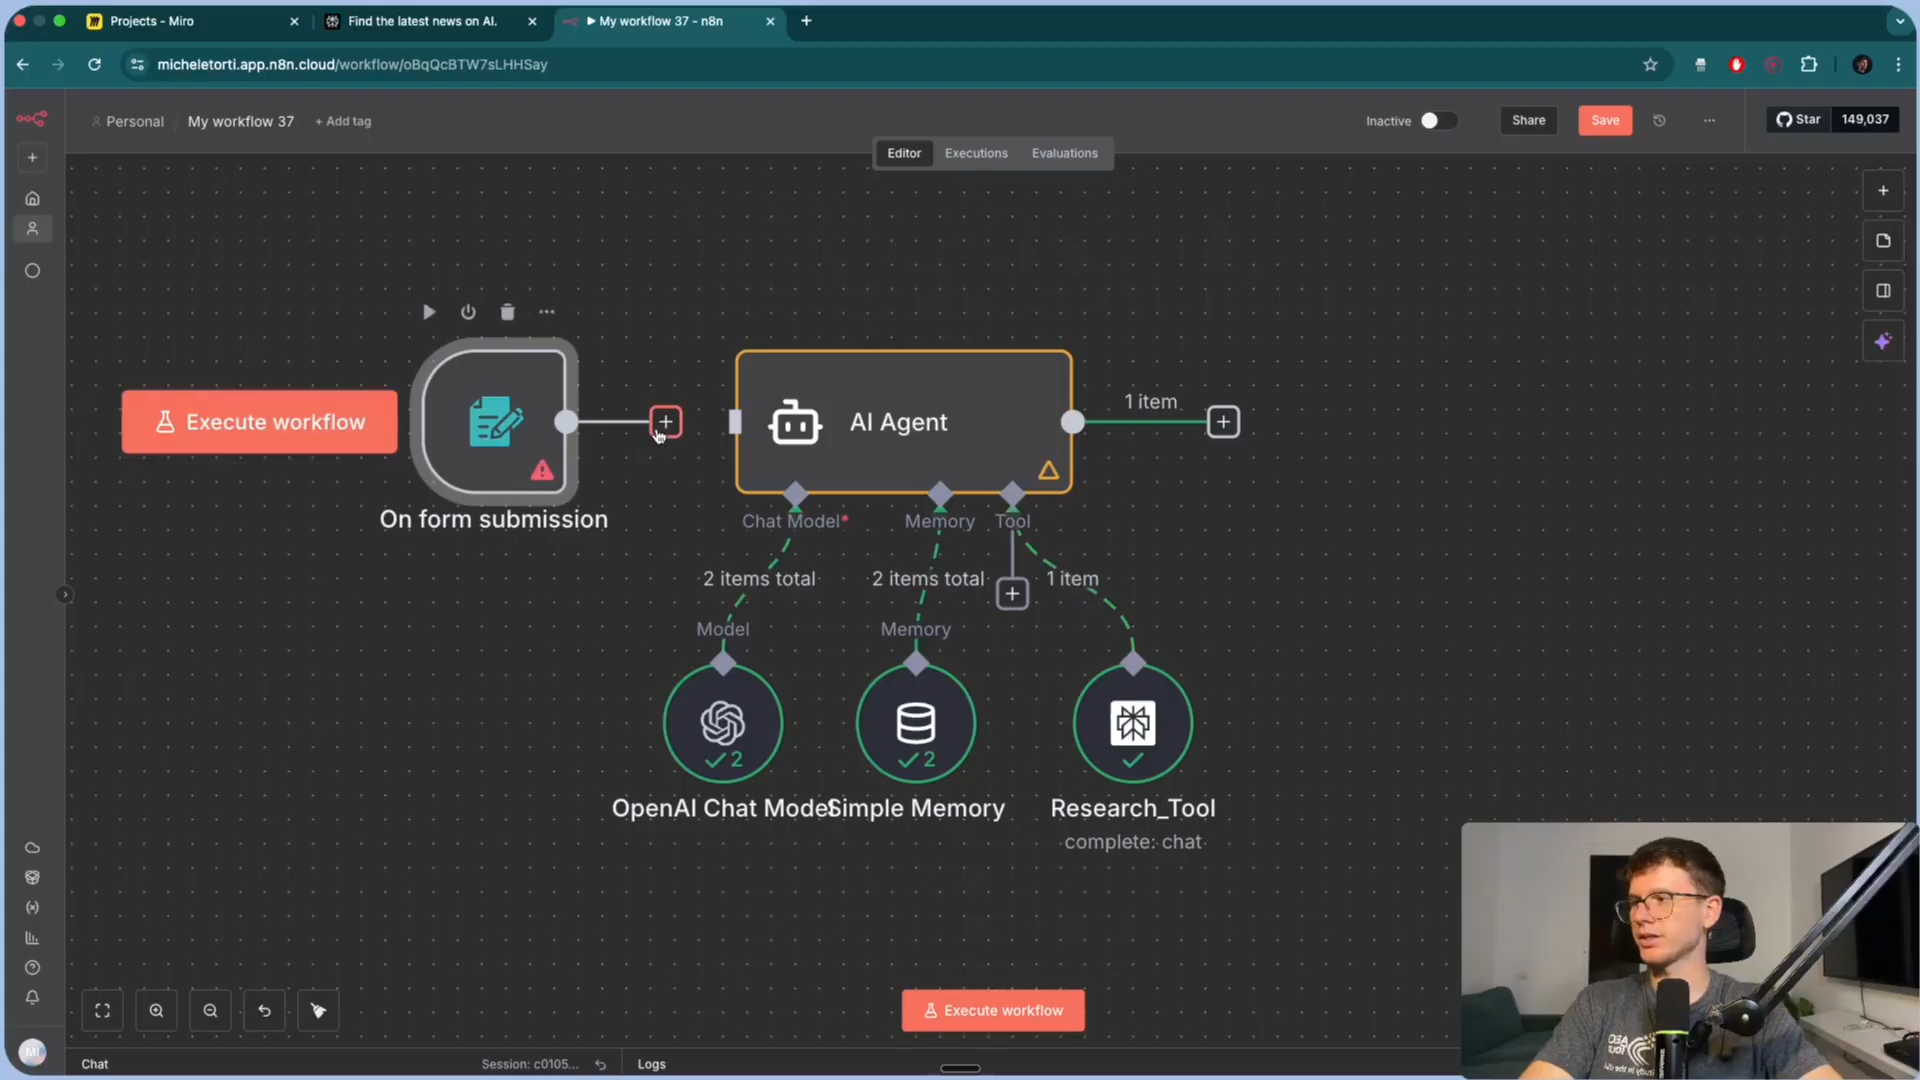 Projects - Miro
Find the latest news on AI.
▶ My workflow 37 - n8n
micheletorti.app.n8n.cloud/workflow/oBqQcBTW7sLHHSay
Personal / My workflow 37 + Add tag
Inactive
Share
Save
Star 149,037
Editor Executions Evaluations
Execute workflow
AI Agent
1 item
On form submission
Chat Model* Memory Tool
2 items total 2 items total 1 item
Model Memory
2 2
OpenAI Chat Model Simple Memory Research_Tool
complete: chat
Execute workflow
MI
Chat Session: c0105... Logs